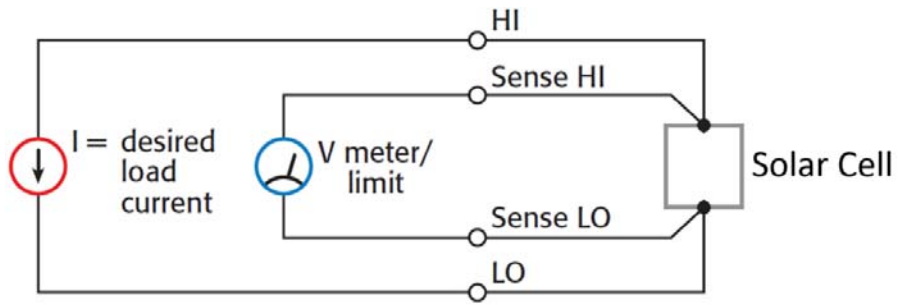 HI
Sense HI
I = desired
load
current
V meter/
limit
Solar Cell
Sense LO
LO